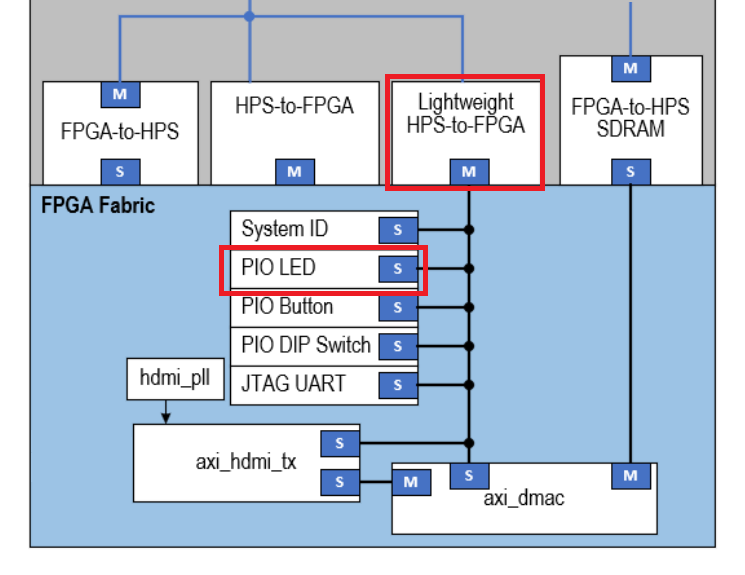 M
FPGA-to-HPS
S
HPS-to-FPGA
M
Lightweight
HPS-to-FPGA
M
M
FPGA-to-HPS
SDRAM
S
FPGA Fabric
System ID S
PIO LED S
PIO Button S
PIO DIP Switch S
JTAG UART S
hdmi_pll
axi_hdmi_tx
S
S
M
S
M
axi_dmac